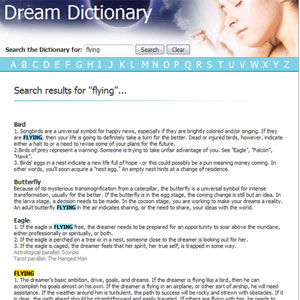 Dream Dictionary
Search the Dictionary for: flying Search Clear
A B C D E F G H I J K L M N O P Q R S T U V W X Y Z
Search results for "flying"...
Bird
1. Songbirds are a universal symbol for happy news, especially if they are brightly colored and/or singing. If they
are FLYING, then your life is going to definitely take a turn for the better. Dead or injured birds, however, indicate
either a halt to or a need to revise some of your plans for the future.
2.Birds of prey represent a warning: Someone is trying to take unfair advantage of you. See "Eagle", "Falcon",
"Hawk".
3. Birds' eggs in a nest indicate a new life full of hope - or this could possibly be a pun meaning money coming. In
other words, you'll soon acquire a "nest egg." An empty nest hints at a change of residence.
Butterfly
Because of its mysterious transmogrification from a caterpillar, the butterfly is a universal symbol for intense
transformation, usually for the better. If the butterfly is in the egg stage, the coming change is still but an idea. In
the larva stage, a decision needs to be made. In the cocoon stage, you are working to make your dreams a reality.
An adult butterfly FLYING in the air indicates sharing, or the need to share, your ideas with the world.
Eagle
1. If the eagle is FLYING free, the dreamer needs to be prepared for an opportunity to soar above the mundane,
either professionally or spiritually, or both.
2. If the eagle is perched on a tree or in a nest, someone close to the dreamer is looking out for her.
3. If the eagle is caged, the dreamer feels that her spirit, her true self, is trapped in some way.
Astrological parallel: Scorpio
Tarot parallel: The Hanged Man
FLYING
1. The dreamer's basic ambition, drive, goals, and dreams. If the dreamer is flying like a bird, then he can
accomplish his goals almost on his own. If the dreamer is flying in an airplane, or other sort of airship, he will need
assistance. If the weather around him is turbulent, the path to success will be rocky and strewn with obstacles. If it
is clear, the path ahead should be straightforward and easily traveled. If others are flying with him, he needs to